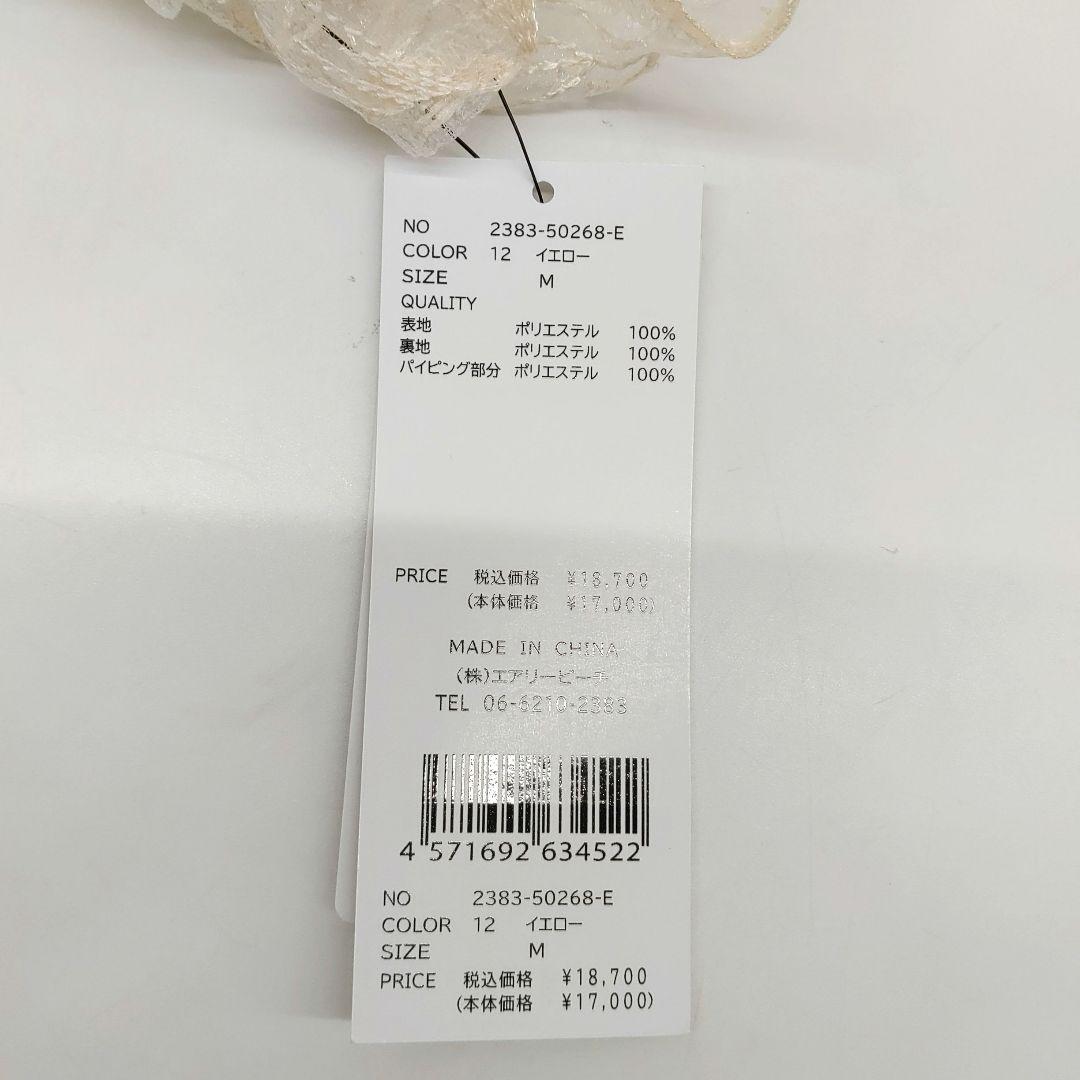 NO 2383-50268-E
COLOR 12 イエロー
SIZE M
QUALITY
表地 ポリエステル 100%
裏地 ポリエステル 100%
パイピング部分 ポリエステル 100%
PRICE 税込価格 ¥18,700
(本体価格 ¥17,000)
MADE IN CHINA
(株)エアリーピーチ
TEL 06-6210-2383
4 571692 634522
NO 2383-50268-E
COLOR 12 イエロー
SIZE M
PRICE 税込価格 ¥18,700
(本体価格 ¥17,000)